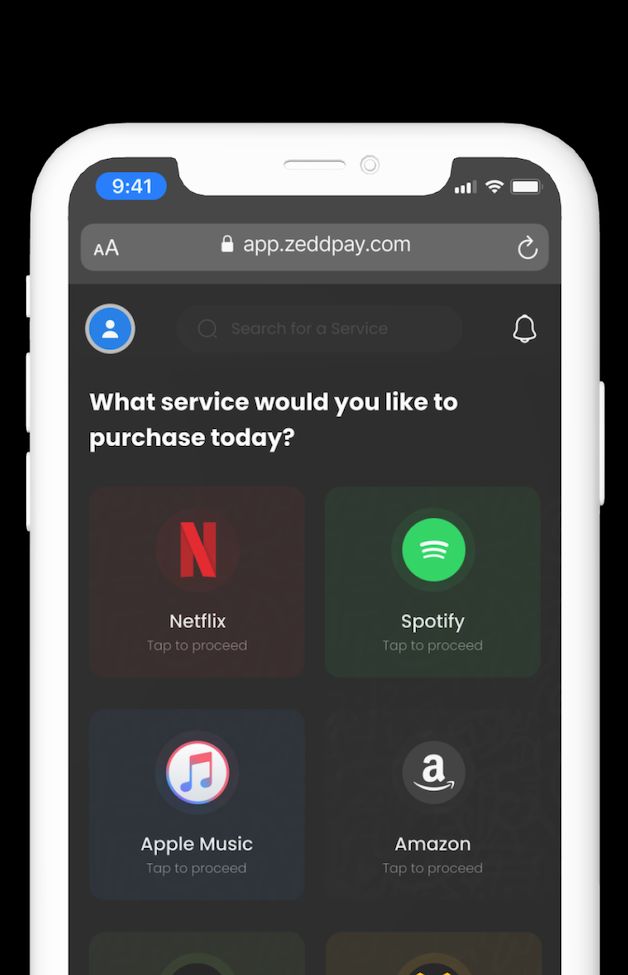 9:41
AA
app.zeddpay.com
Search for a Service
What service would you like to
purchase today?
Netflix
Tap to proceed
Spotify
Tap to proceed
Apple Music
Tap to proceed
Amazon
Tap to proceed